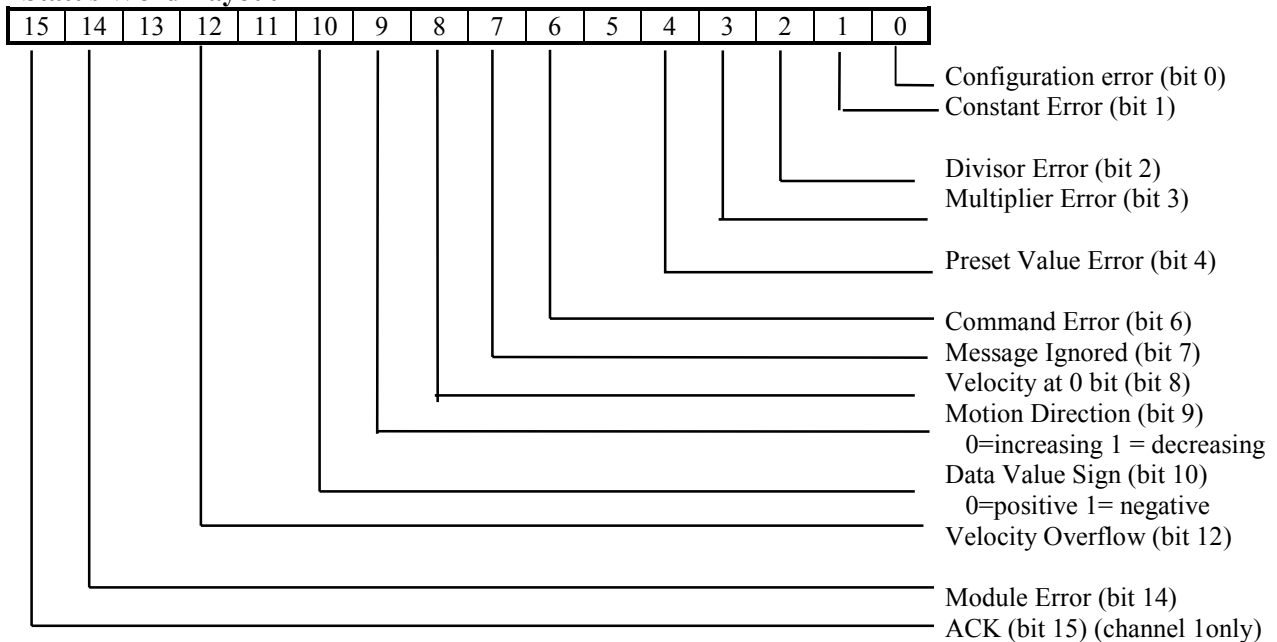 15 14 13 12 11 10 9 8 7 6 5 4 3 2 1 0
Configuration error (bit 0)
Constant Error (bit 1)
Divisor Error (bit 2)
Multiplier Error (bit 3)
Preset Value Error (bit 4)
Command Error (bit 6)
Message Ignored (bit 7)
Velocity at 0 bit (bit 8)
Motion Direction (bit 9)
0=increasing 1 = decreasing
Data Value Sign (bit 10)
0=positive 1= negative
Velocity Overflow (bit 12)
Module Error (bit 14)
ACK (bit 15) (channel 1only)